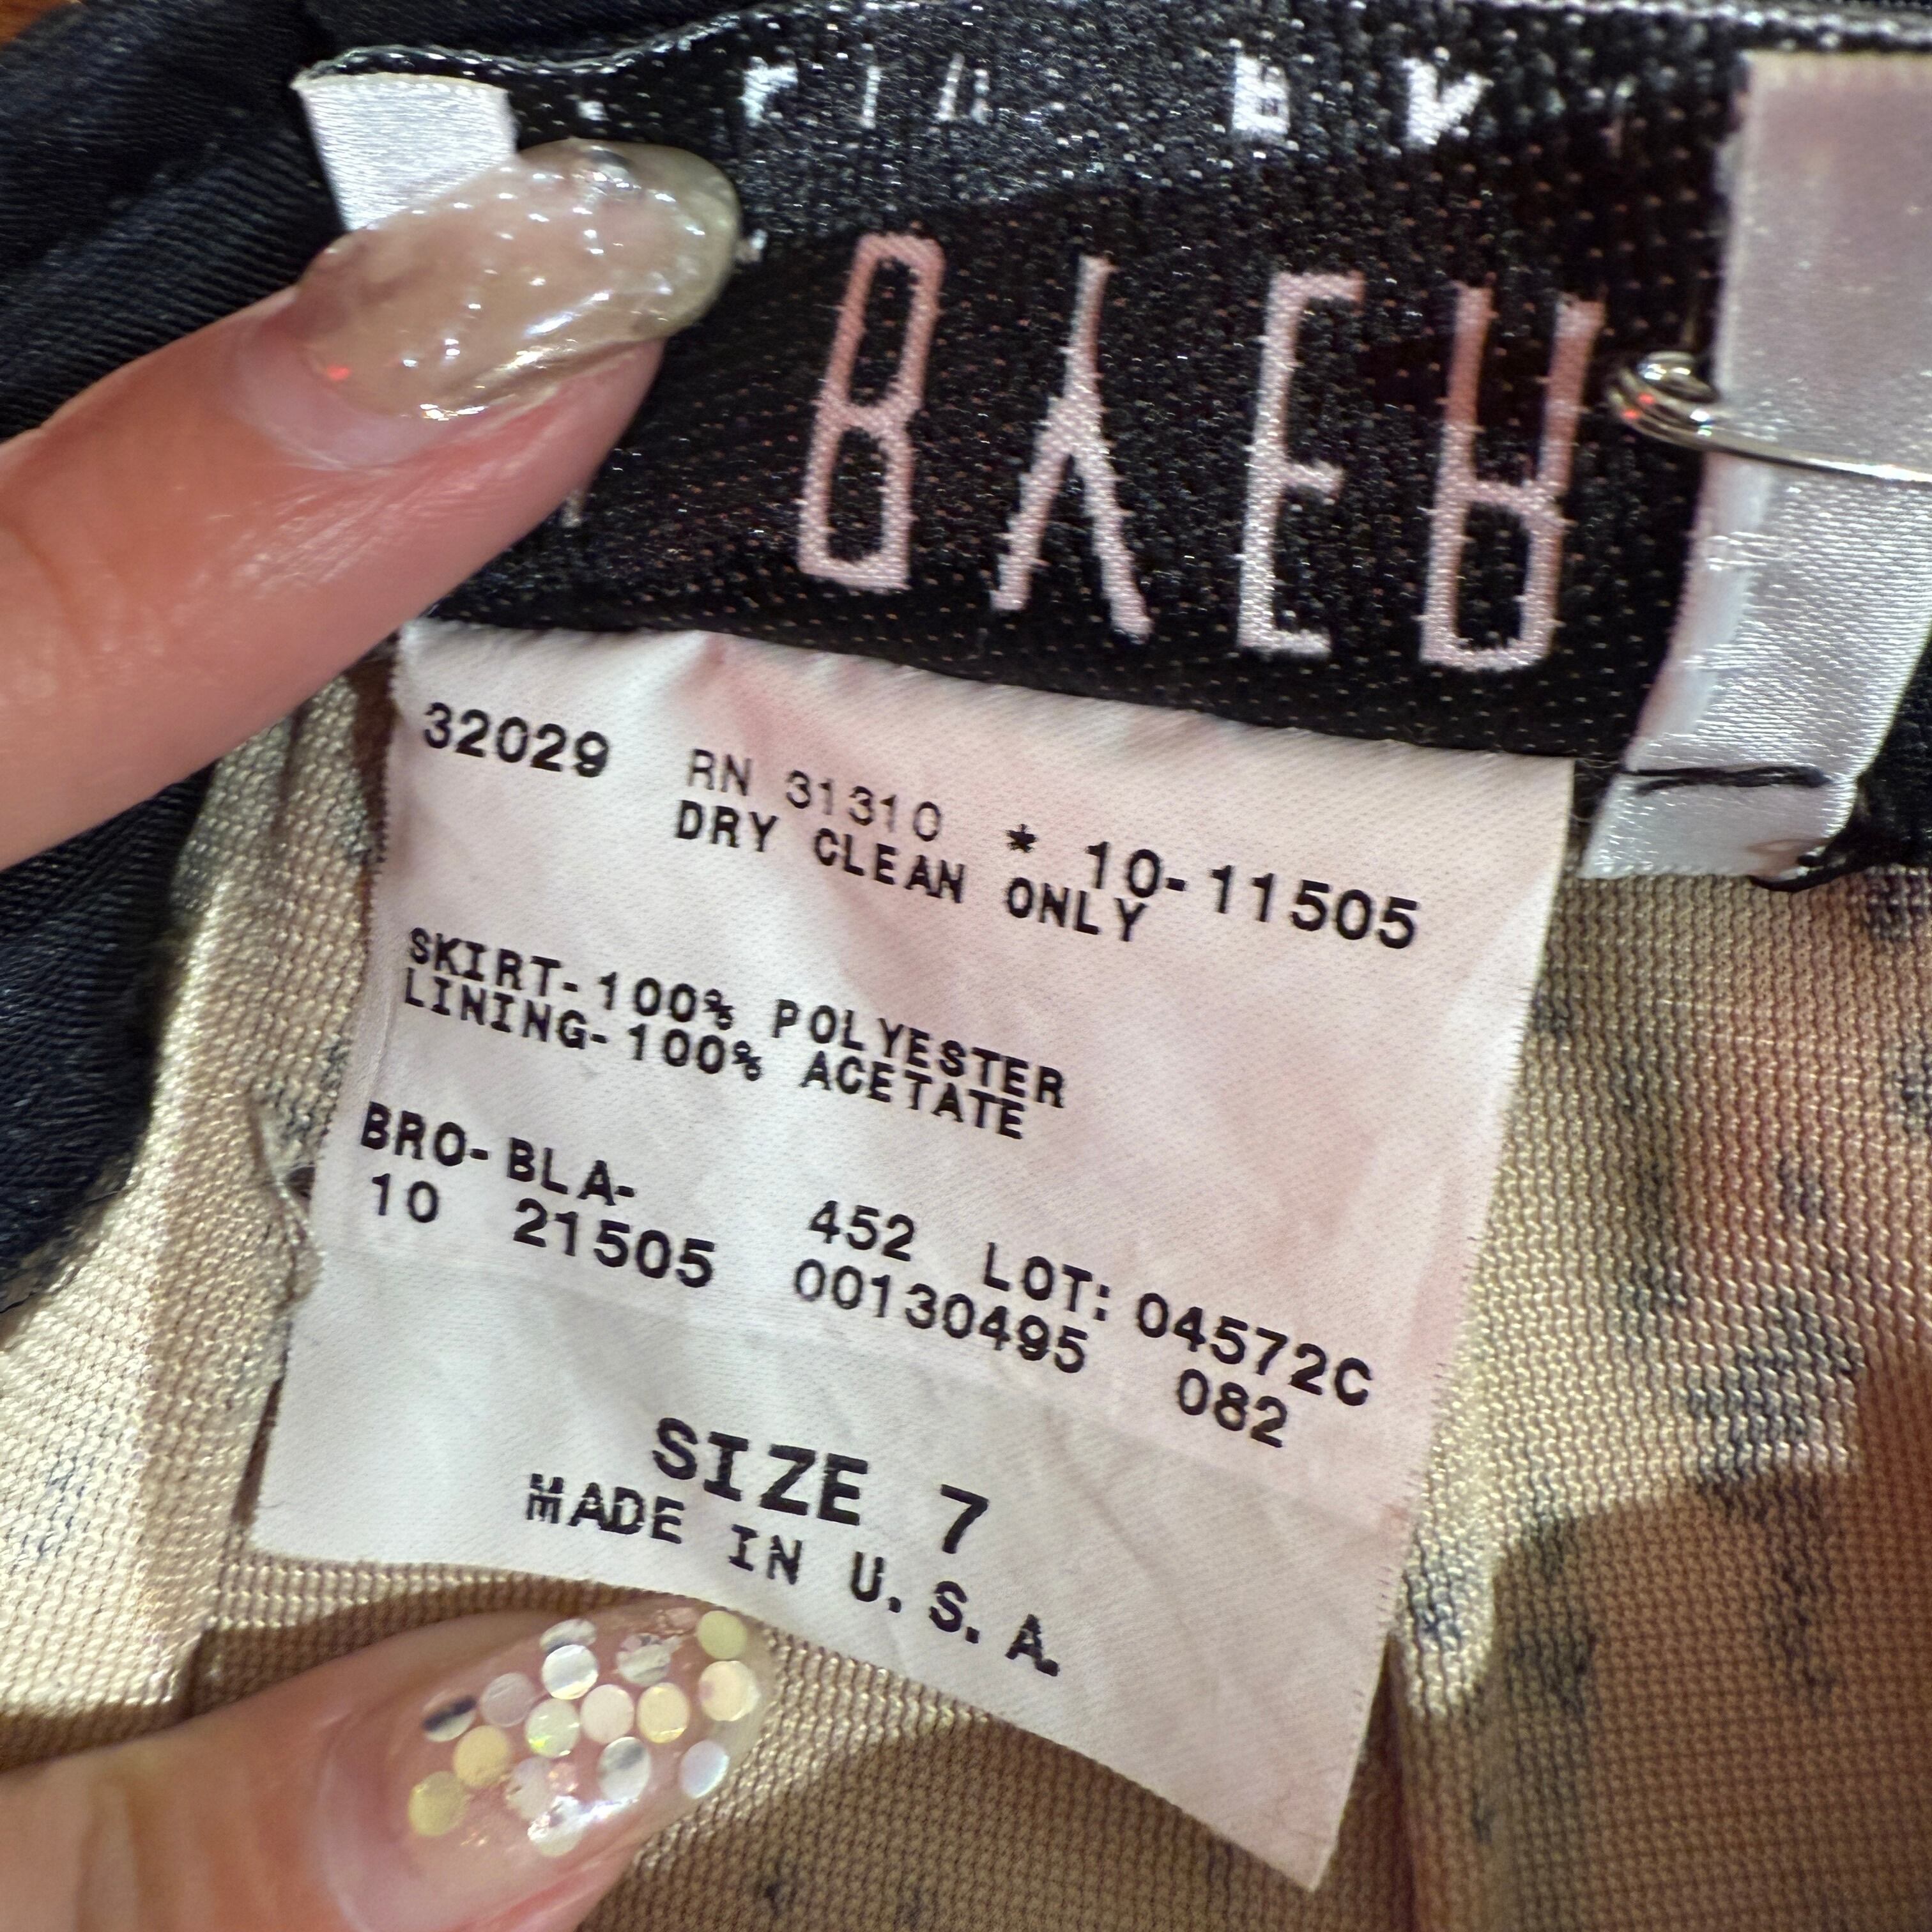 BYER
32029 RN 31310 * 10-11505
DRY CLEAN ONLY
SKIRT-100% POLYESTER
LINING-100% ACETATE
BRO-BLA- 452 LOT: 04572C
10 21505 00130495 082
SIZE 7
MADE IN U.S.A.